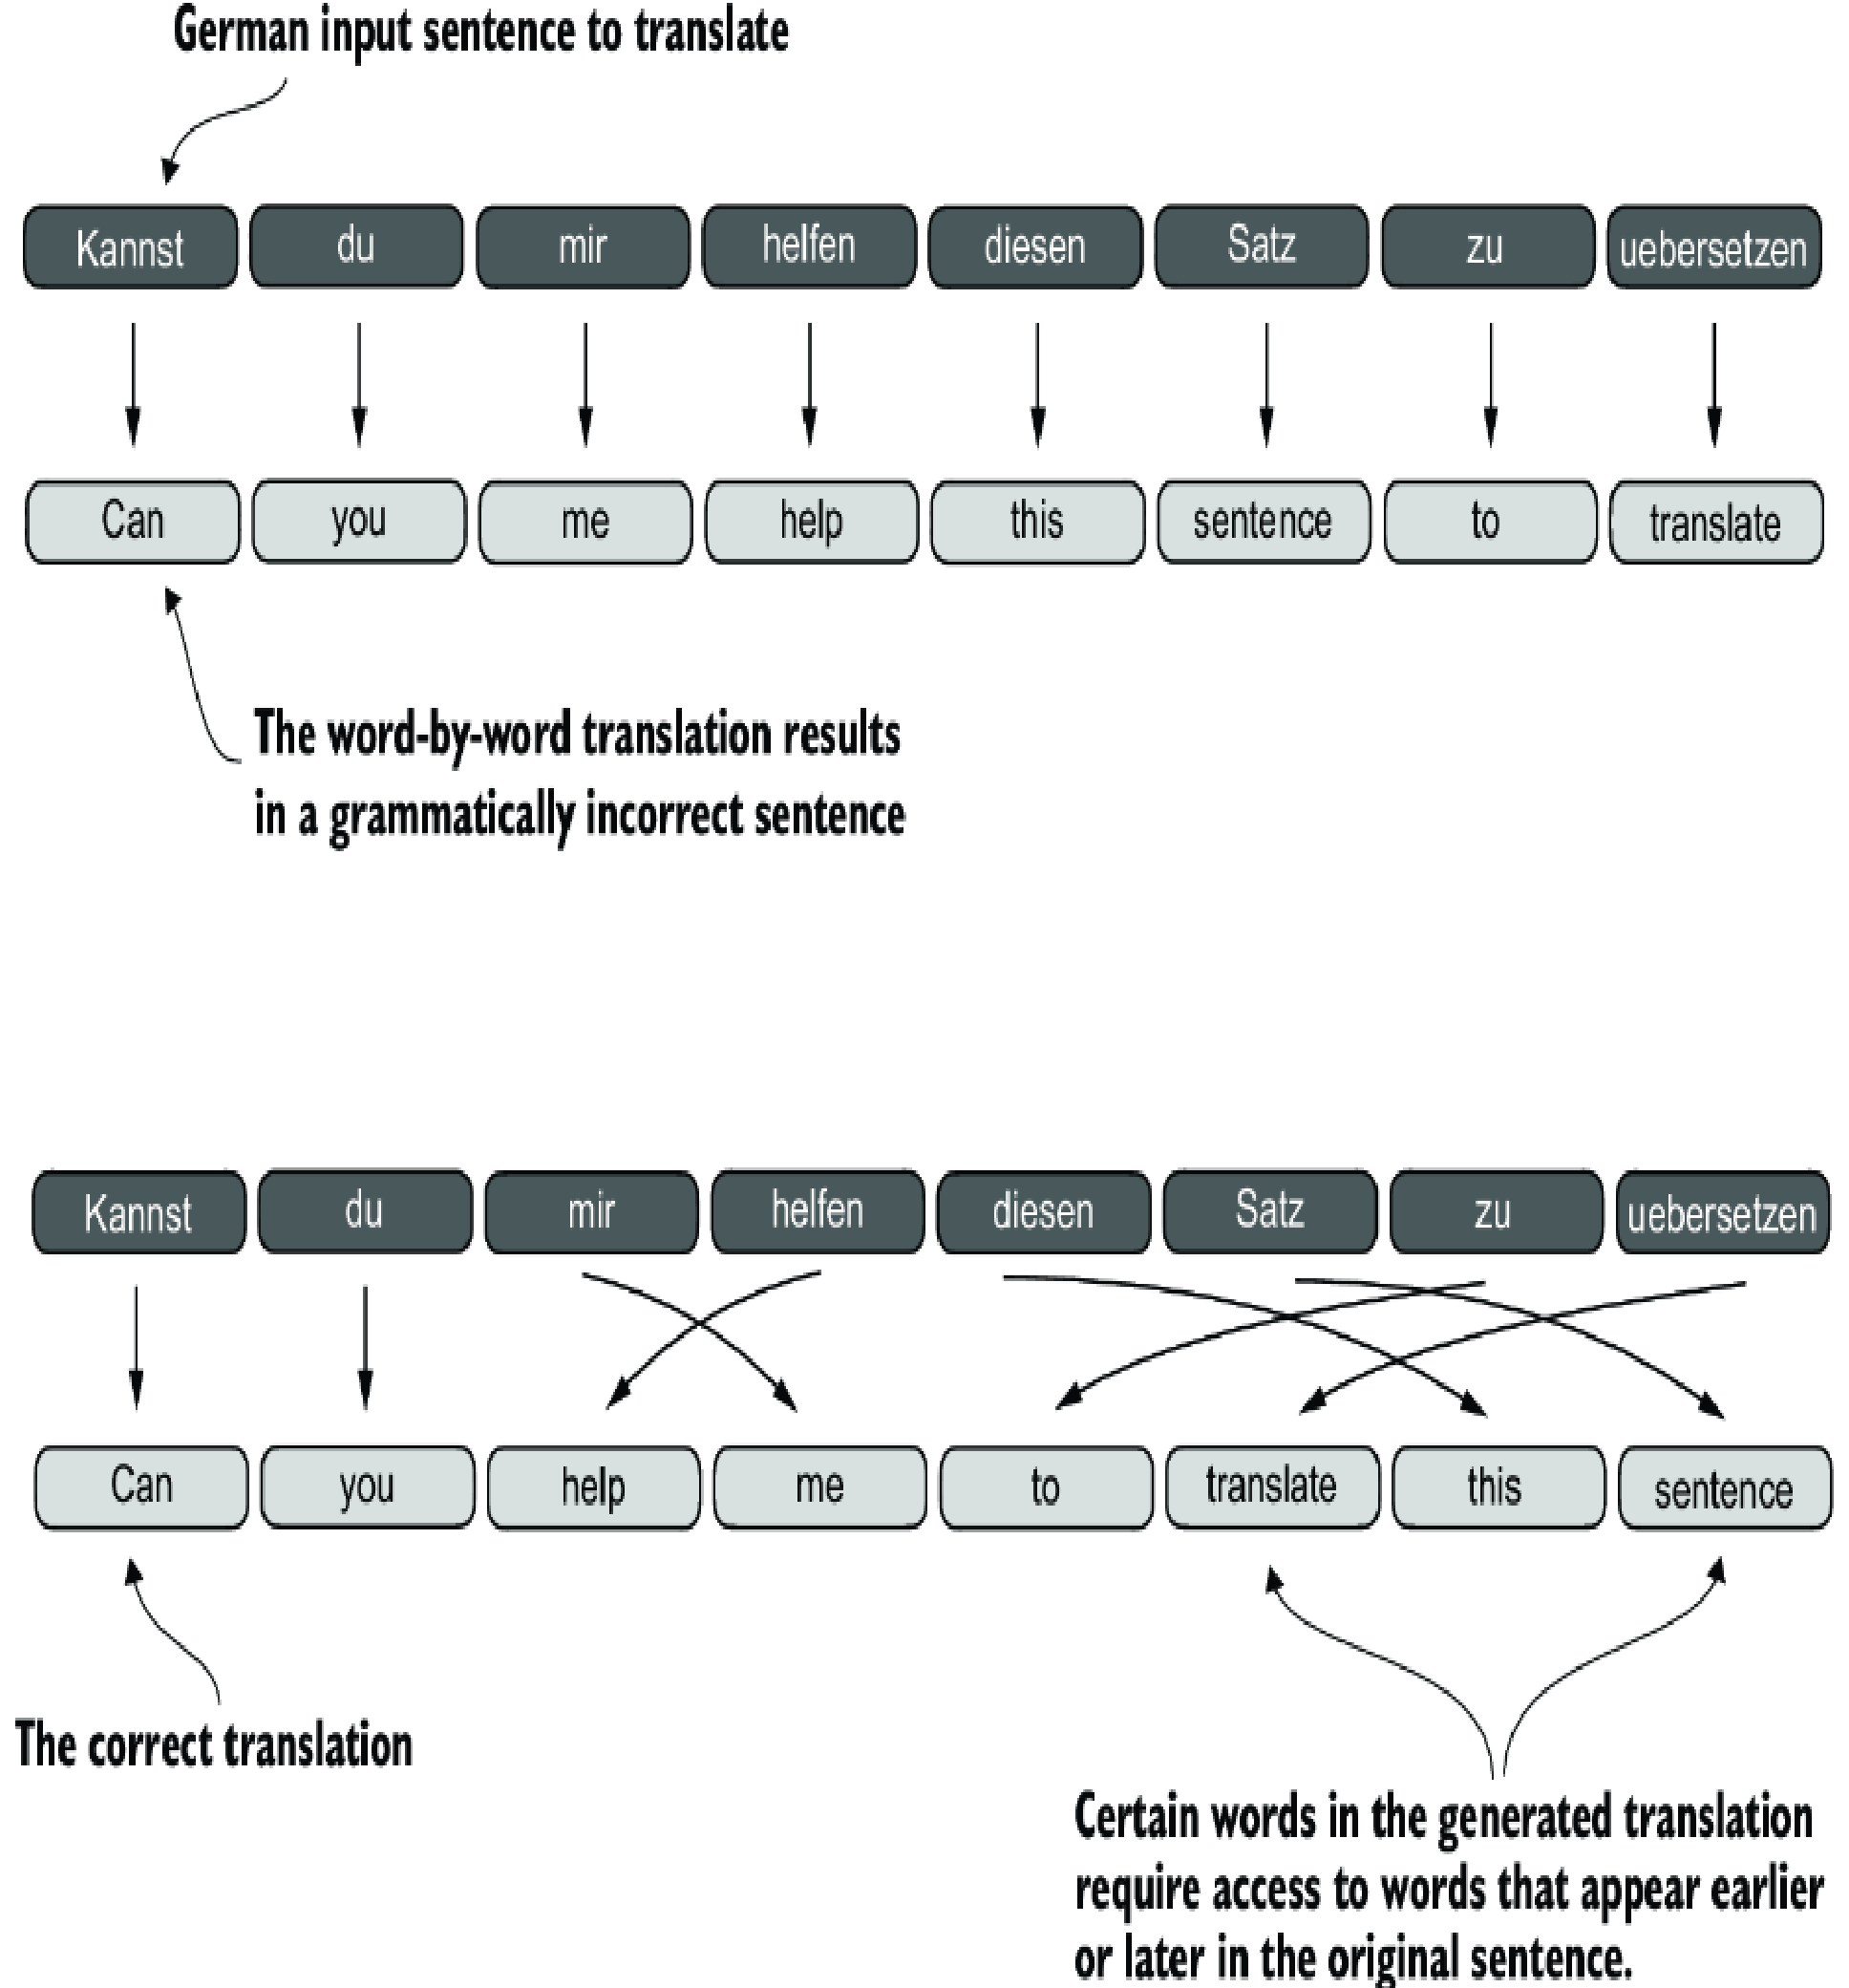 German input sentence to translate
Kannst du mir helfen diesen Satz zu uebersetzen
Can you me help this sentence to translate
The word-by-word translation results
in a grammatically incorrect sentence
Kannst du mir helfen diesen Satz zu uebersetzen
Can you help me to translate this sentence
The correct translation
Certain words in the generated translation
require access to words that appear earlier
or later in the original sentence.